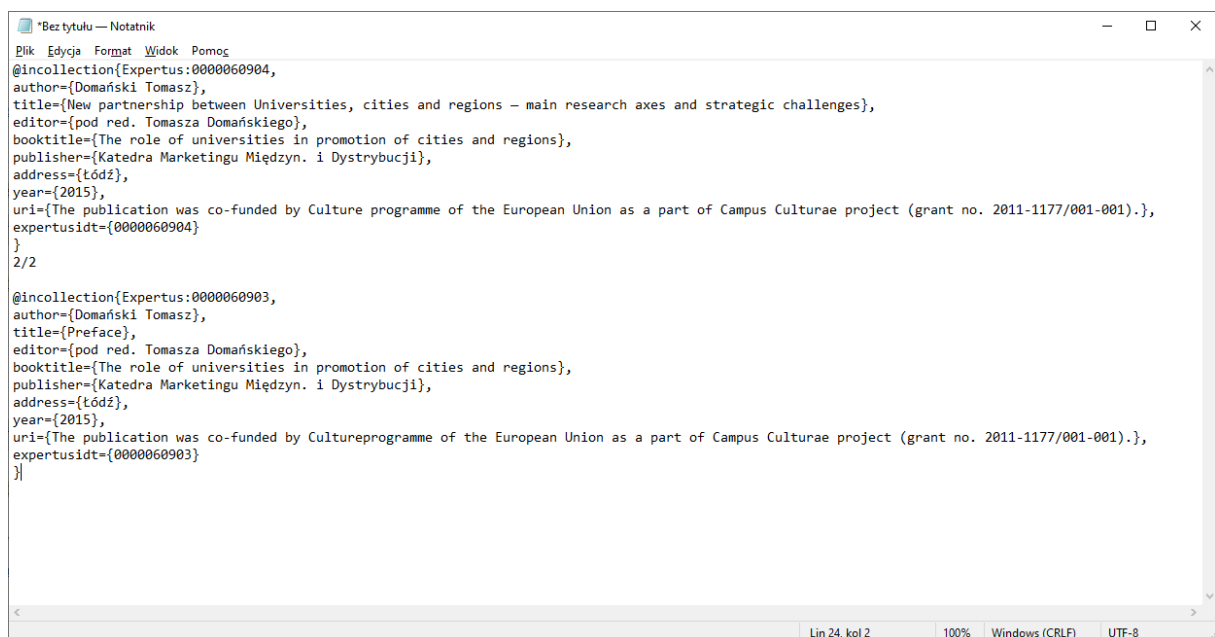 *Bez tytułu — Notatnik
Plik Edycja Format Widok Pomoc
@incollection{Expertus:0000060904,
author={Domański Tomasz},
title={New partnership between Universities, cities and regions – main research axes and strategic challenges},
editor={pod red. Tomasza Domańskiego},
booktitle={The role of universities in promotion of cities and regions},
publisher={Katedra Marketingu Międzyn. i Dystrybucji},
address={Łódź},
year={2015},
uri={The publication was co-funded by Culture programme of the European Union as a part of Campus Culturae project (grant no. 2011-1177/001-001).},
expertusidt={0000060904}
}
2/2

@incollection{Expertus:0000060903,
author={Domański Tomasz},
title={Preface},
editor={pod red. Tomasza Domańskiego},
booktitle={The role of universities in promotion of cities and regions},
publisher={Katedra Marketingu Międzyn. i Dystrybucji},
address={Łódź},
year={2015},
uri={The publication was co-funded by Cultureprogramme of the European Union as a part of Campus Culturae project (grant no. 2011-1177/001-001).},
expertusidt={0000060903}
}
Lin 24, kol 2 100% Windows (CRLF) UTF-8